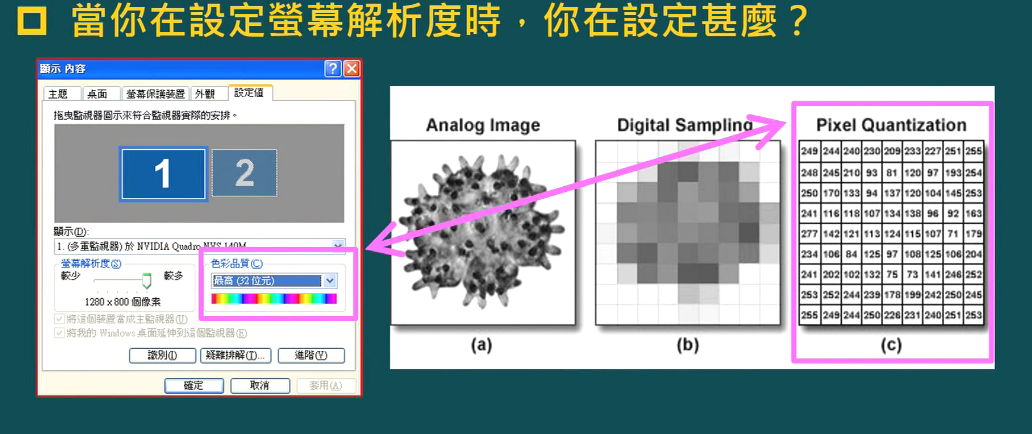 當你在設定螢幕解析度時，你在設定甚麼？
顯示 內容
主題 桌面 螢幕保護裝置 外觀 設定值
拖曳監視器圖示來符合監視器實際的安排。
1 2
顯示(D):
1. (多重監視器) 於 NVIDIA Quadro NVS 140M
螢幕解析度(S)
較少 較多
1280 x 800 個像素
色彩品質(C)
最高 (32 位元)
將這個裝置當成主監視器(U)
將我的 Windows 桌面延伸到這個監視器(E)
識別(I) 疑難排解(T)... 進階(V)
確定 取消 套用(A)
Analog Image
(a)
Digital Sampling
(b)
Pixel Quantization
249 244 240 230 209 233 227 251 255
248 245 210 93 81 120 97 193 254
250 170 133 94 137 120 104 145 253
241 116 118 107 134 138 96 92 163
277 142 121 113 124 115 107 71 179
234 106 84 125 97 108 125 106 204
241 202 102 132 75 73 141 246 252
253 252 244 239 178 199 242 250 245
255 249 244 250 226 231 240 251 253
(c)